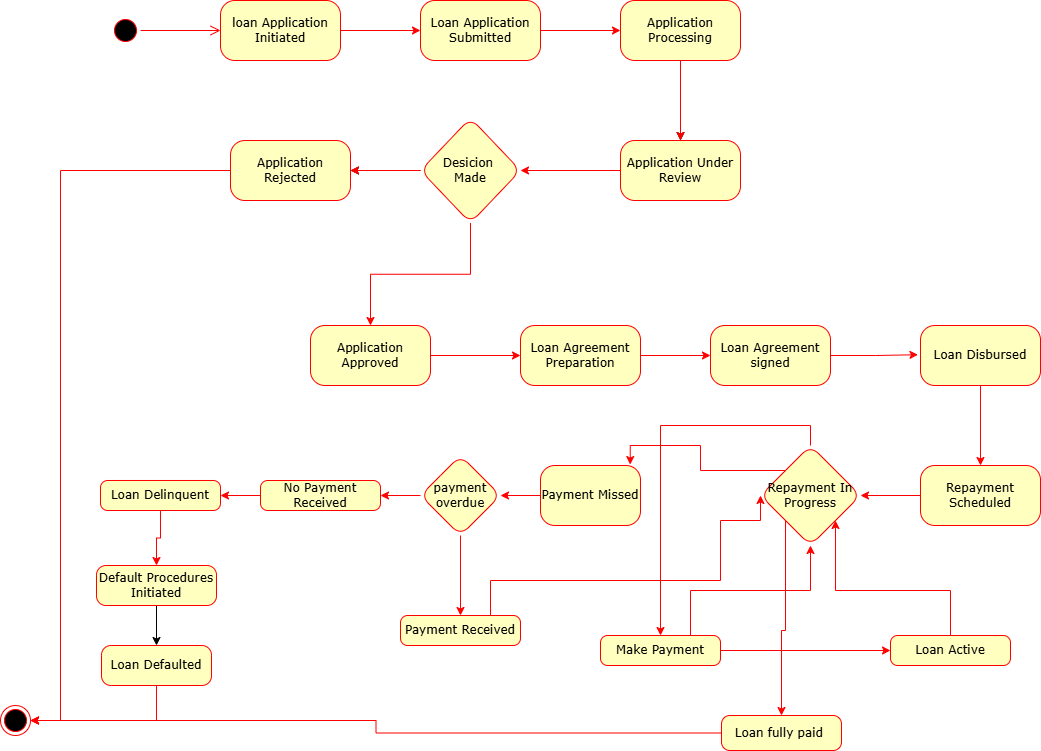 loan Application
Initiated
Loan Application
Submitted
Application
Processing
Application
Rejected
Desicion
Made
Application Under
Review
Application
Approved
Loan Agreement
Preparation
Loan Agreement
signed
Loan Disbursed
Loan Delinquent
No Payment
Received
payment
overdue
Payment Missed
Repayment In
Progress
Repayment
Scheduled
Default Procedures
Initiated
Payment Received
Make Payment
Loan Active
Loan Defaulted
Loan fully paid